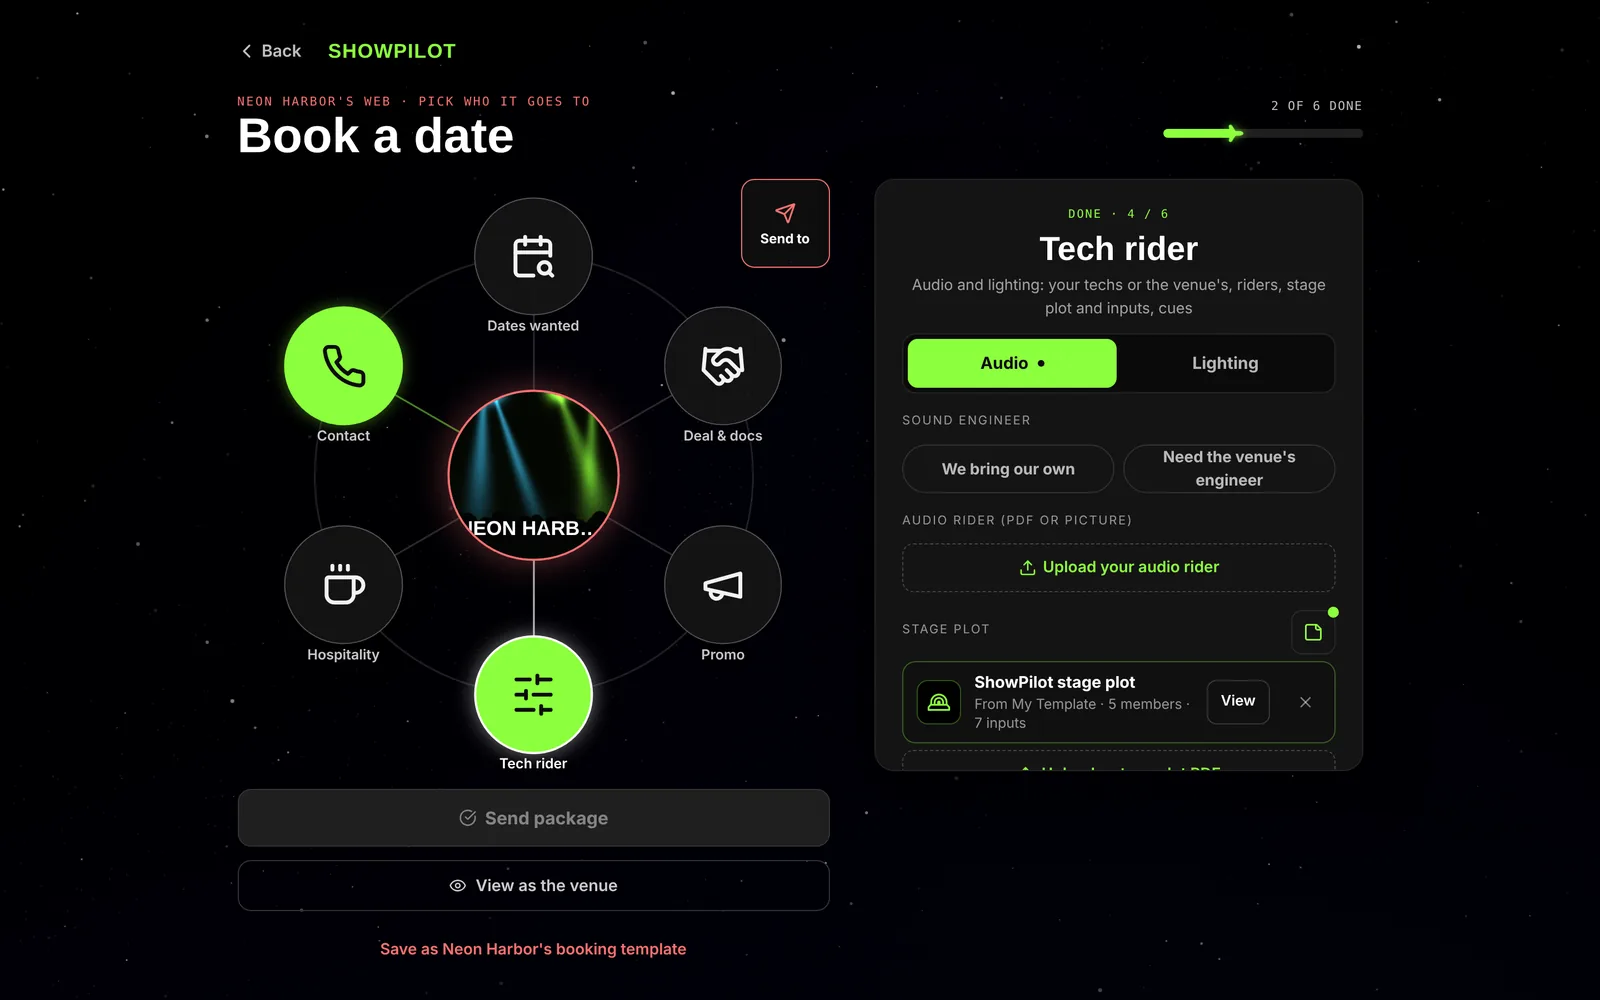 Back
SHOWPILOT
NEON HARBOR'S WEB · PICK WHO IT GOES TO
Book a date
2 OF 6 DONE
Send to
Dates wanted
Contact
Deal & docs
EON HARB..
Hospitality
Promo
Tech rider
Send package
View as the venue
Save as Neon Harbor's booking template
DONE · 4 / 6
Tech rider
Audio and lighting: your techs or the venue's, riders, stage
plot and inputs, cues
Audio •
Lighting
SOUND ENGINEER
We bring our own
Need the venue's
engineer
AUDIO RIDER (PDF OR PICTURE)
Upload your audio rider
STAGE PLOT
ShowPilot stage plot
From My Template · 5 members ·
7 inputs
View